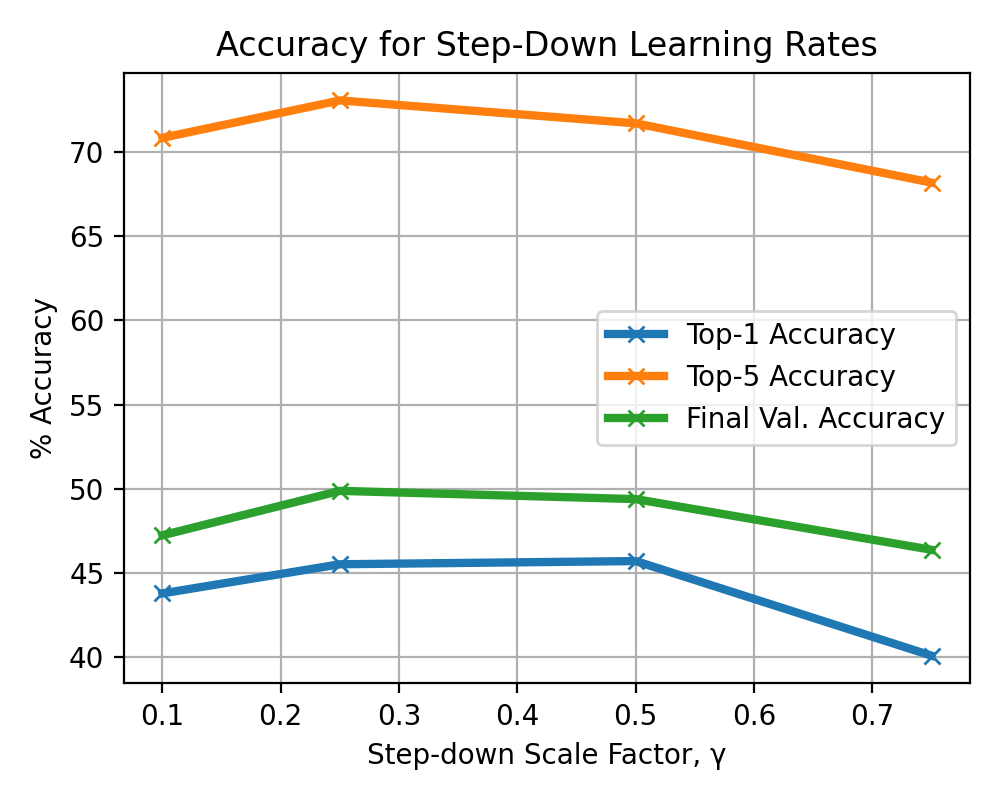 Accuracy for Step-Down Learning Rates
% Accuracy
70
65
60
55
50
45
40
Top-1 Accuracy
Top-5 Accuracy
Final Val. Accuracy
0.1 0.2 0.3 0.4 0.5 0.6 0.7
Step-down Scale Factor, γ